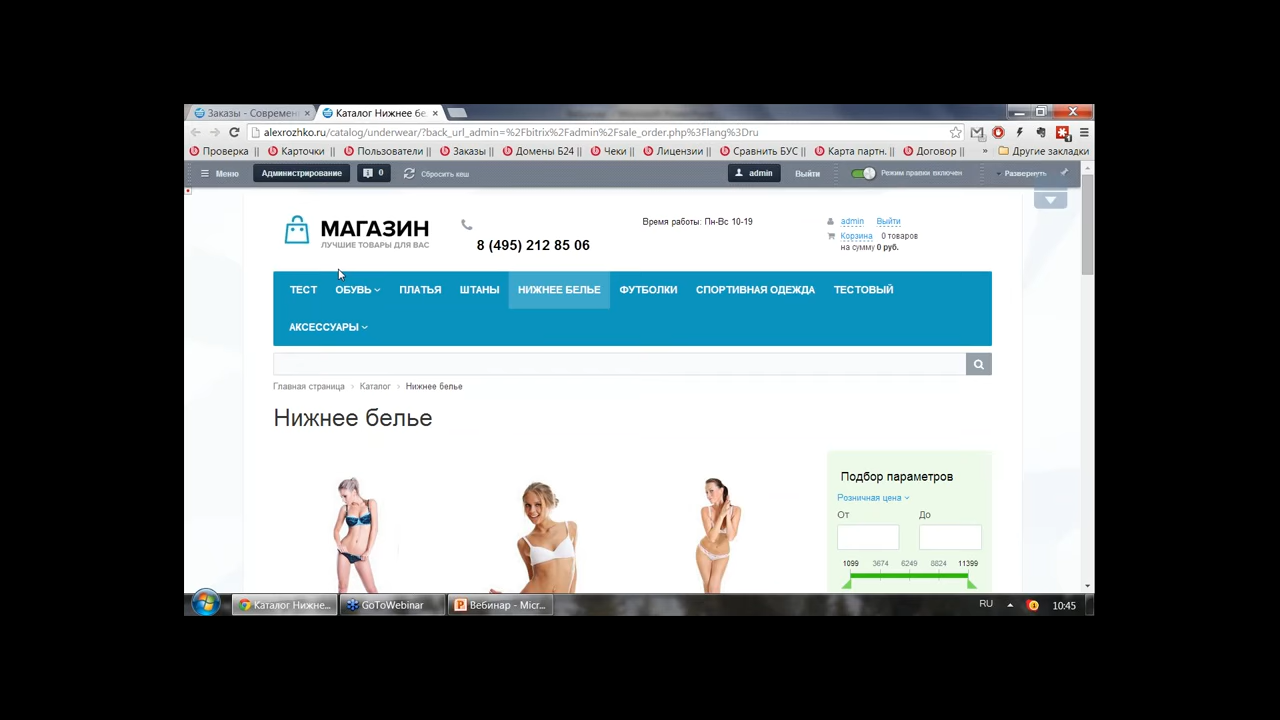 Заказы - Современ
Каталог Нижнее бе
alexrozhko.ru/catalog/underwear/?back_url_admin=%2Fbitrix%2Fadmin%2Fsale_order.php%3Flang%3Dru
Проверка || Карточки || Пользователи || Заказы || Домены Б24 || Чеки || Лицензии || Сравнить БУС || Карта партн. || Договор || » Другие закладки
Меню Администрирование 0 Сбросить кеш admin Выйти Режим правки включен Развернуть
МАГАЗИН
ЛУЧШИЕ ТОВАРЫ ДЛЯ ВАС
8 (495) 212 85 06
Время работы: Пн-Вс 10-19
admin Выйти
Корзина 0 товаров
на сумму 0 руб.
ТЕСТ ОБУВЬ ПЛАТЬЯ ШТАНЫ НИЖНЕЕ БЕЛЬЕ ФУТБОЛКИ СПОРТИВНАЯ ОДЕЖДА ТЕСТОВЫЙ
АКСЕССУАРЫ
Главная страница › Каталог › Нижнее белье
Нижнее белье
Подбор параметров
Розничная цена
От До
1099 3674 6249 8824 11399
Каталог Нижне... GoToWebinar Вебинар - Micr... RU 10:45